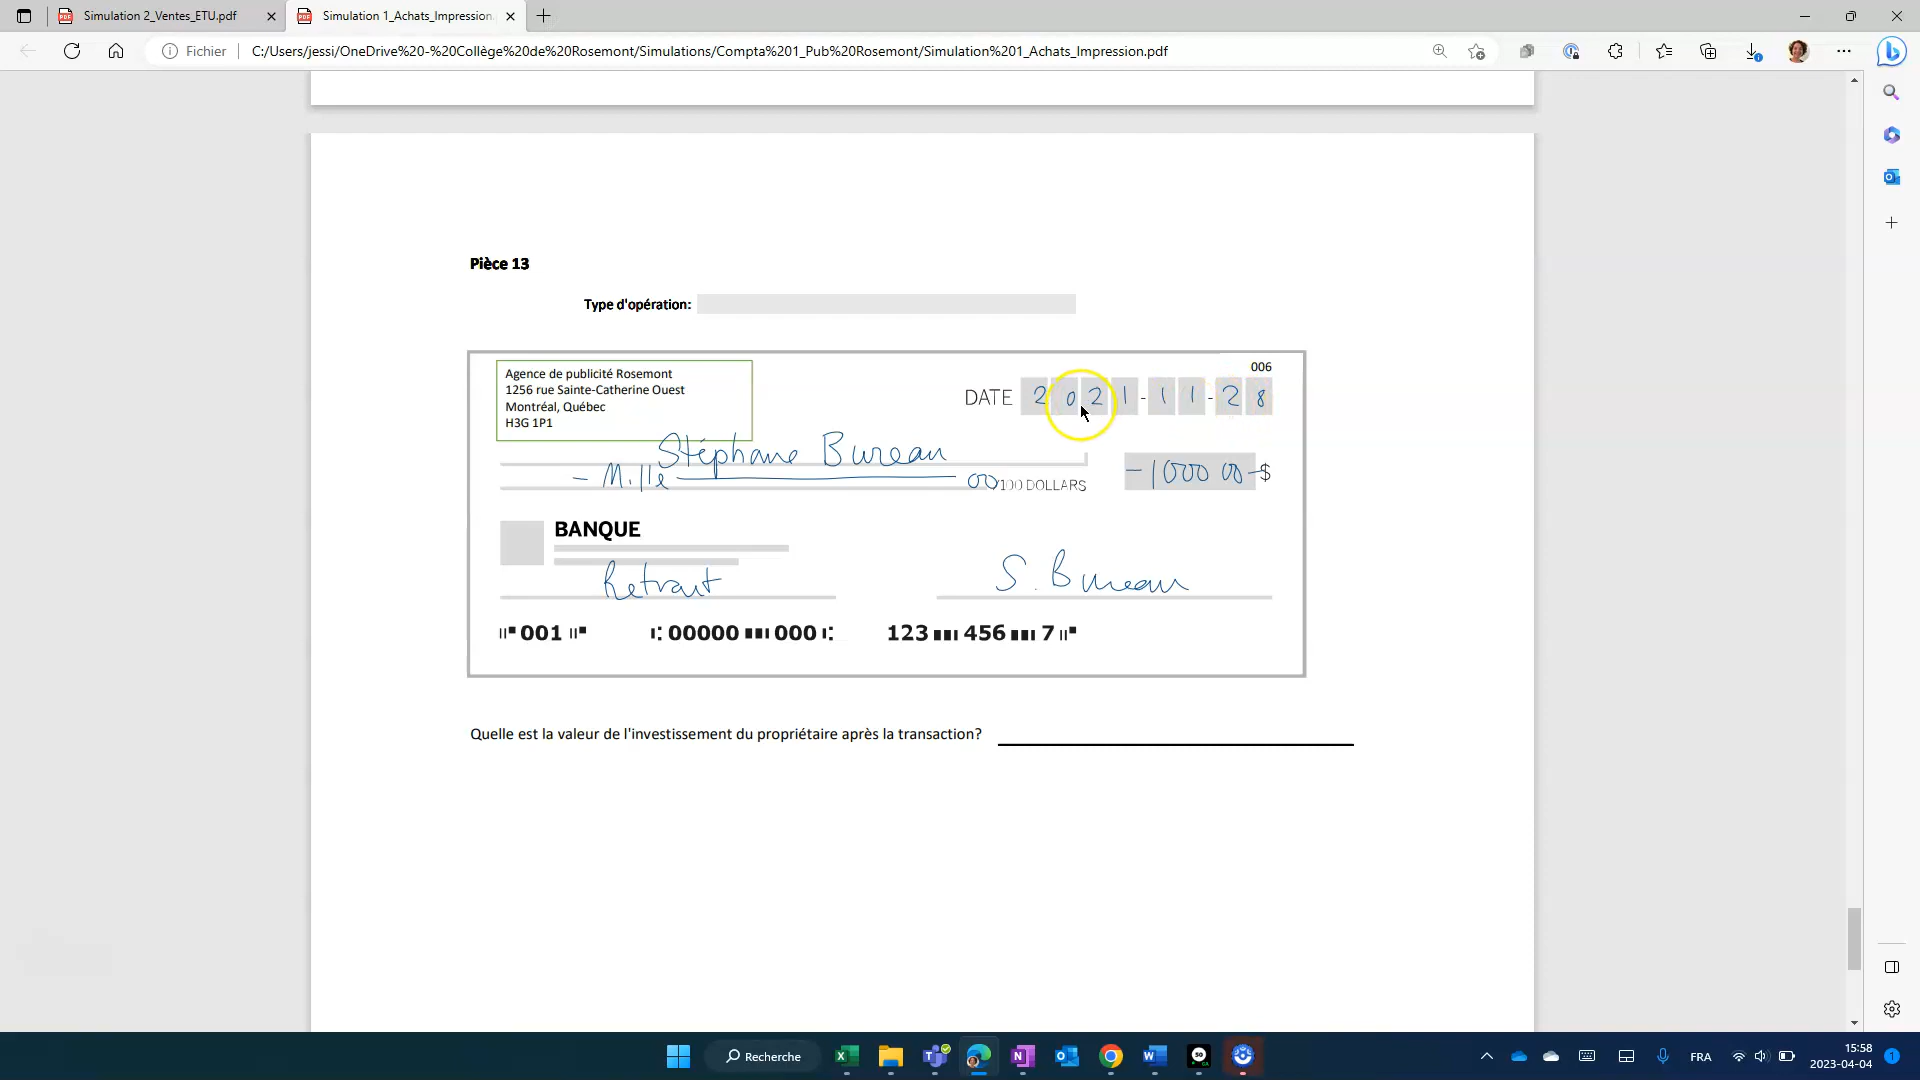 Simulation 2_Ventes_ETU.pdf
Simulation 1_Achats_Impression.
Fichier
C:/Users/jessi/OneDrive%20-%20Collège%20de%20Rosemont/Simulations/Compta%201_Pub%20Rosemont/Simulation%201_Achats_Impression.pdf
Pièce 13
Type d'opération:
006
Agence de publicité Rosemont
1256 rue Sainte-Catherine Ouest
Montréal, Québec
H3G 1P1
DATE 2021-11-28
Stéphane Bureau
- Mille 00/100 DOLLARS
-1000 00-$
BANQUE
Retrait
S. Bureau
001 00000 000 123 456 7
Quelle est la valeur de l'investissement du propriétaire après la transaction?
Recherche
FRA
15:58
2023-04-04
1